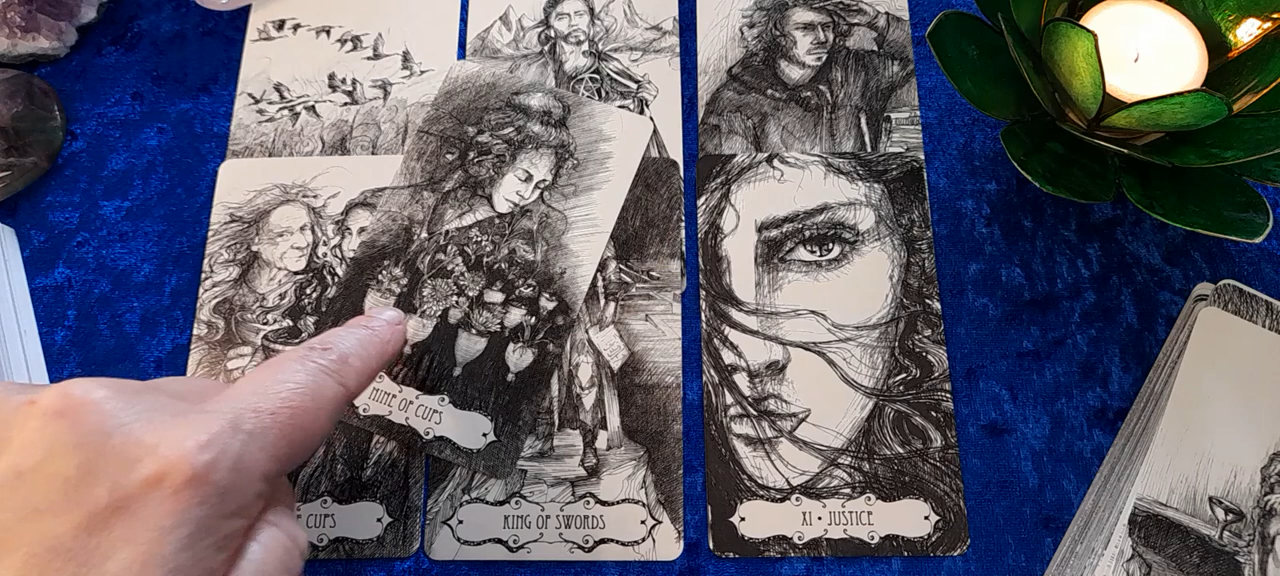 NINE OF CUPS
F CUPS
KING OF SWORDS
XI • JUSTICE